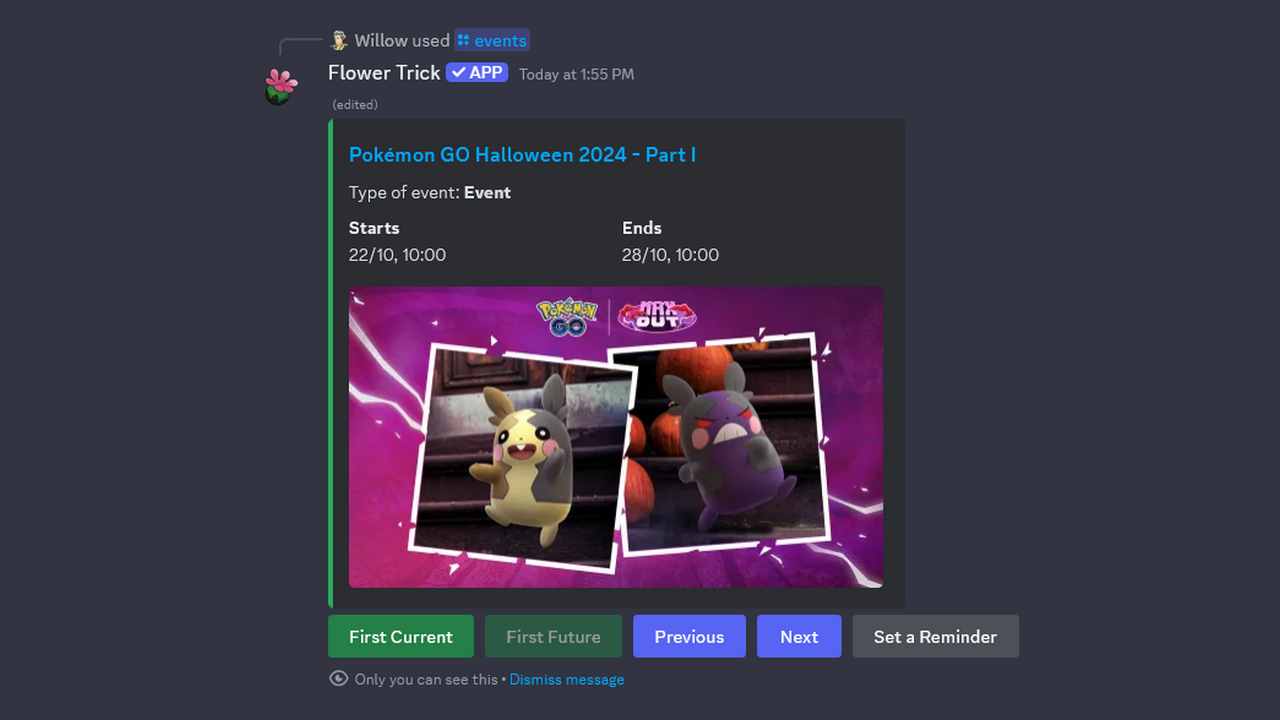 Willow used events
Flower Trick APP Today at 1:55 PM
(edited)
Pokémon GO Halloween 2024 - Part I
Type of event: Event
Starts Ends
22/10, 10:00 28/10, 10:00
POKÉMON GO MAX OUT
First Current First Future Previous Next Set a Reminder
Only you can see this • Dismiss message